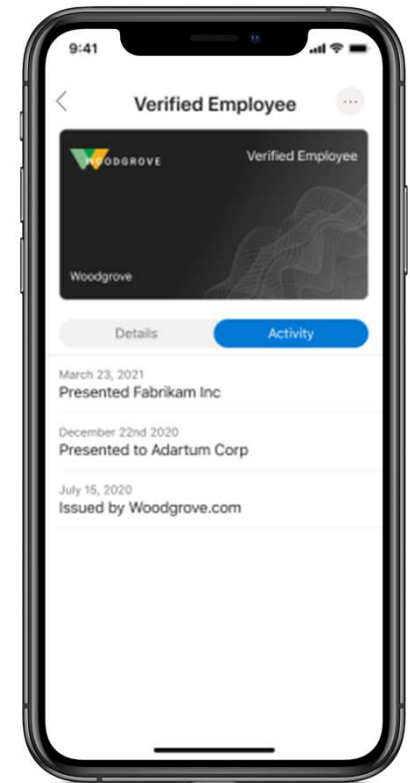 9:41
Verified Employee
WOODGROVE
Verified Employee
Woodgrove
Details
Activity
March 23, 2021
Presented Fabrikam Inc
December 22nd 2020
Presented to Adartum Corp
July 15, 2020
Issued by Woodgrove.com